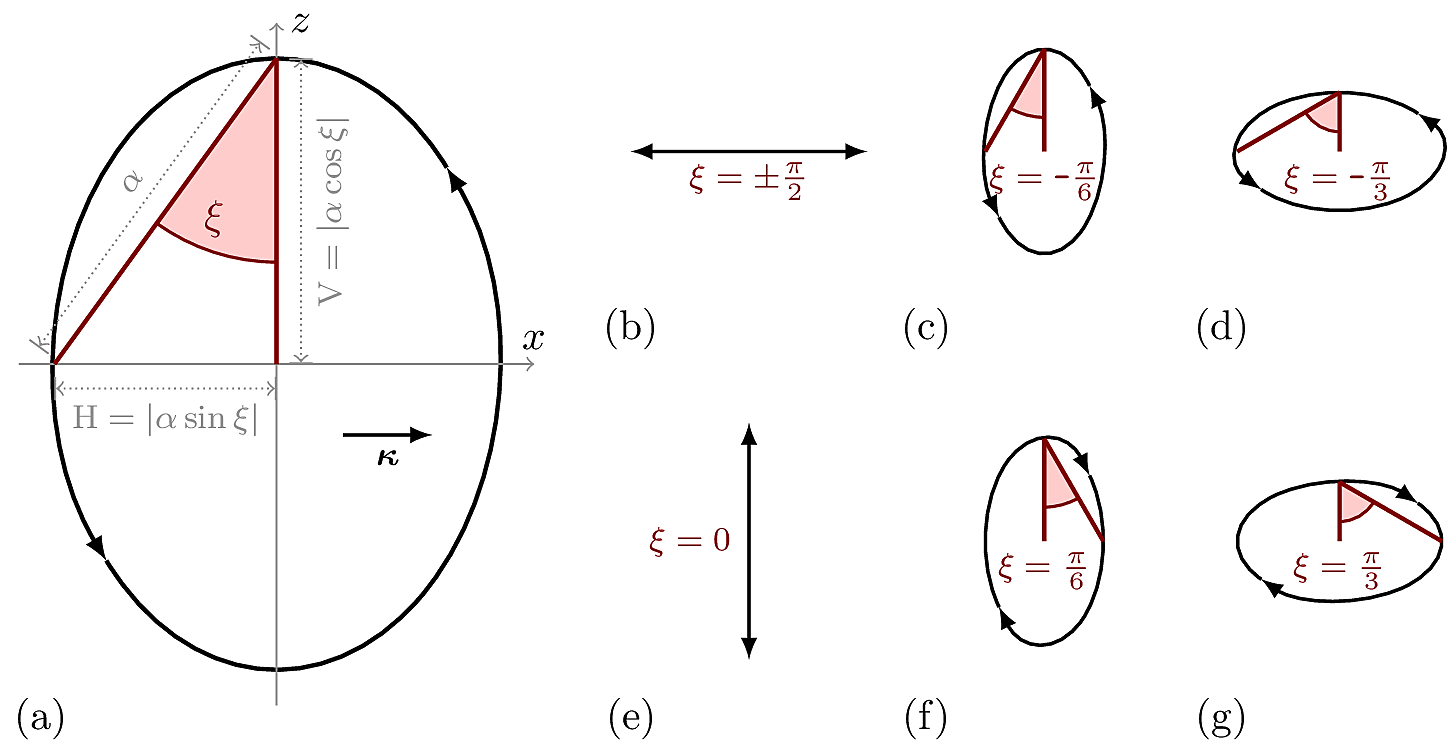 z
α
ξ
V = |α cos ξ|
x
H = |α sin ξ|
κ
(a)
ξ = ±π/2
(b)
ξ = -π/6
(c)
ξ = -π/3
(d)
ξ = 0
(e)
ξ = π/6
(f)
ξ = π/3
(g)